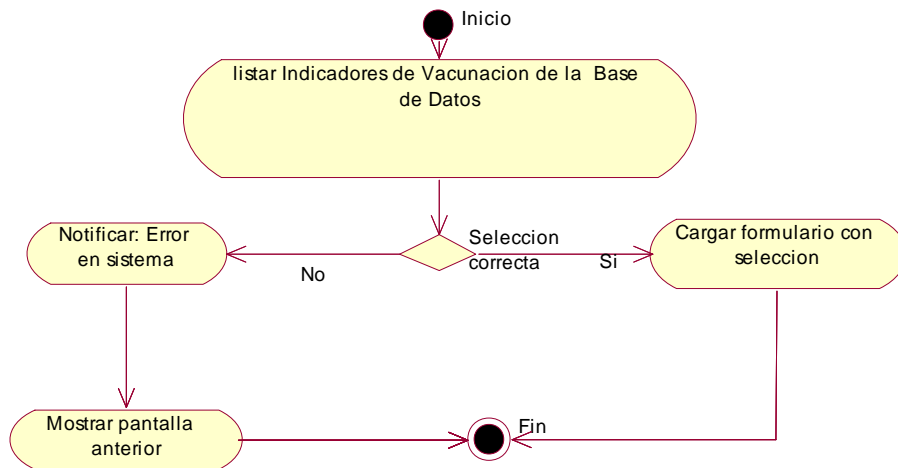 Inicio
listar Indicadores de Vacunacion de la Base
de Datos
Notificar: Error
en sistema
No
Seleccion
correcta
Si
Cargar formulario con
seleccion
Mostrar pantalla
anterior
Fin